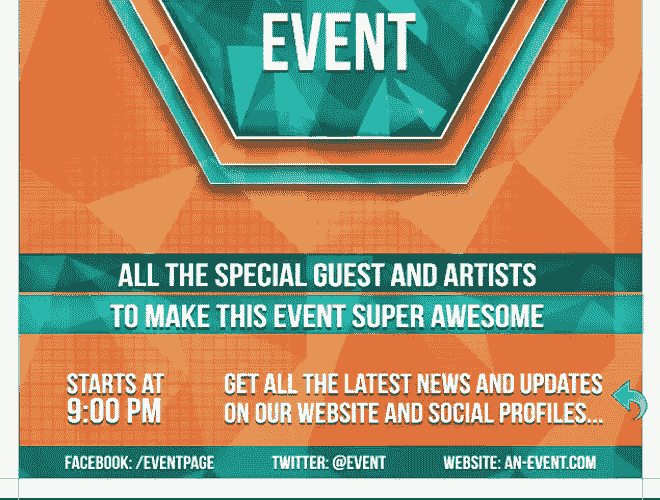 EVENT
ALL THE SPECIAL GUEST AND ARTISTS
TO MAKE THIS EVENT SUPER AWESOME
STARTS AT
9:00 PM
GET ALL THE LATEST NEWS AND UPDATES
ON OUR WEBSITE AND SOCIAL PROFILES...
FACEBOOK: /EVENTPAGE TWITTER: @EVENT WEBSITE: AN-EVENT.COM